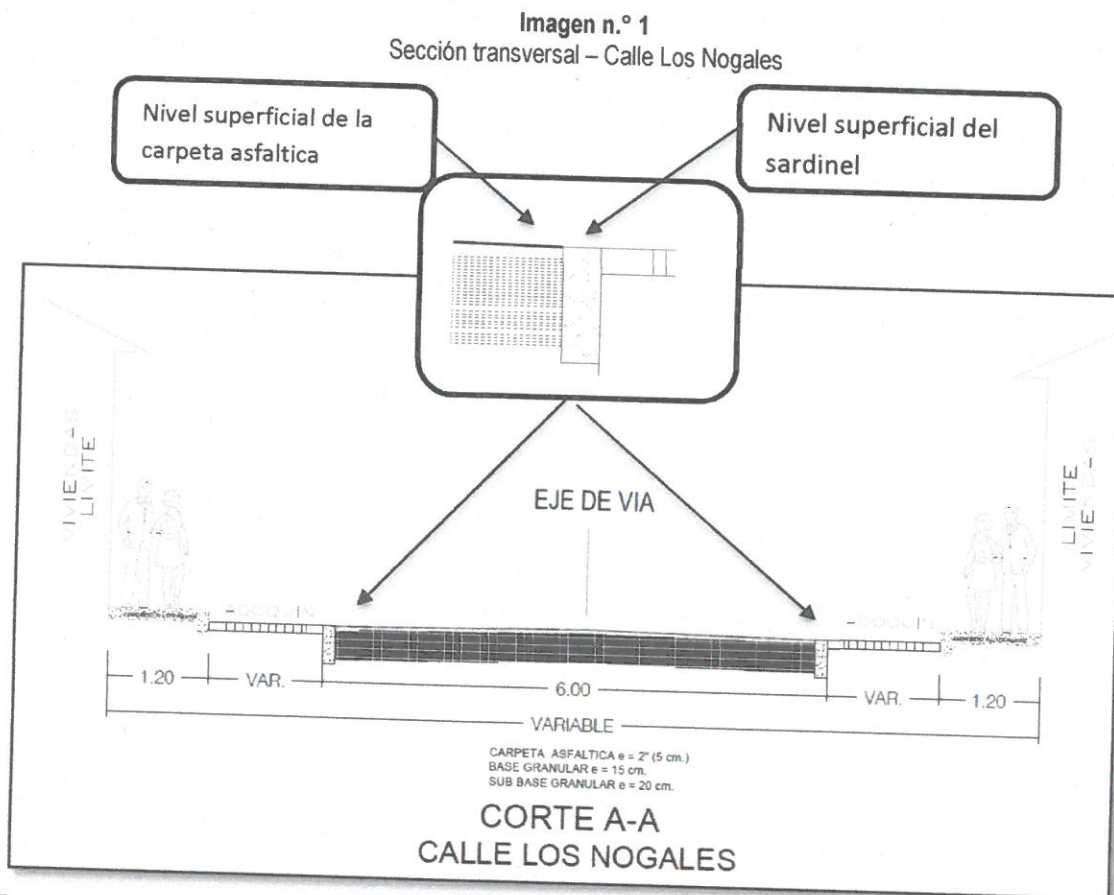 Imagen n.° 1
Sección transversal – Calle Los Nogales
Nivel superficial de la
carpeta asfaltica
Nivel superficial del
sardinel
VIVIENDAS
LIMITE
EJE DE VIA
LIMITE
VIVIENDAS
ADOQUIN
ADOQUIN
1.20
VAR.
6.00
VAR.
1.20
VARIABLE
CARPETA ASFALTICA e = 2" (5 cm.)
BASE GRANULAR e = 15 cm.
SUB BASE GRANULAR e = 20 cm.
CORTE A-A
CALLE LOS NOGALES